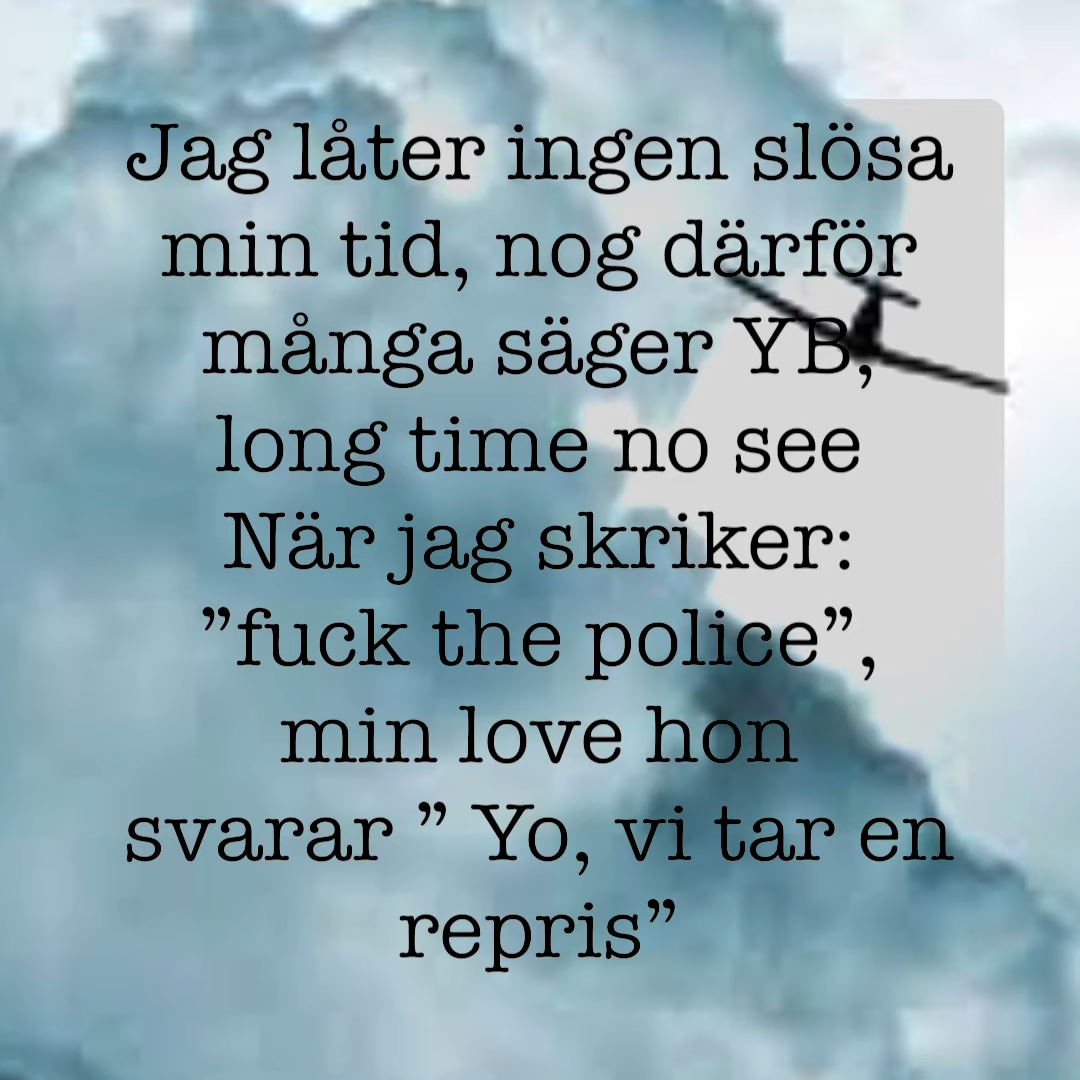 Jag låter ingen slösa
min tid, nog därför
många säger YB,
long time no see
När jag skriker:
”fuck the police”,
min love hon
svarar ” Yo, vi tar en
repris”